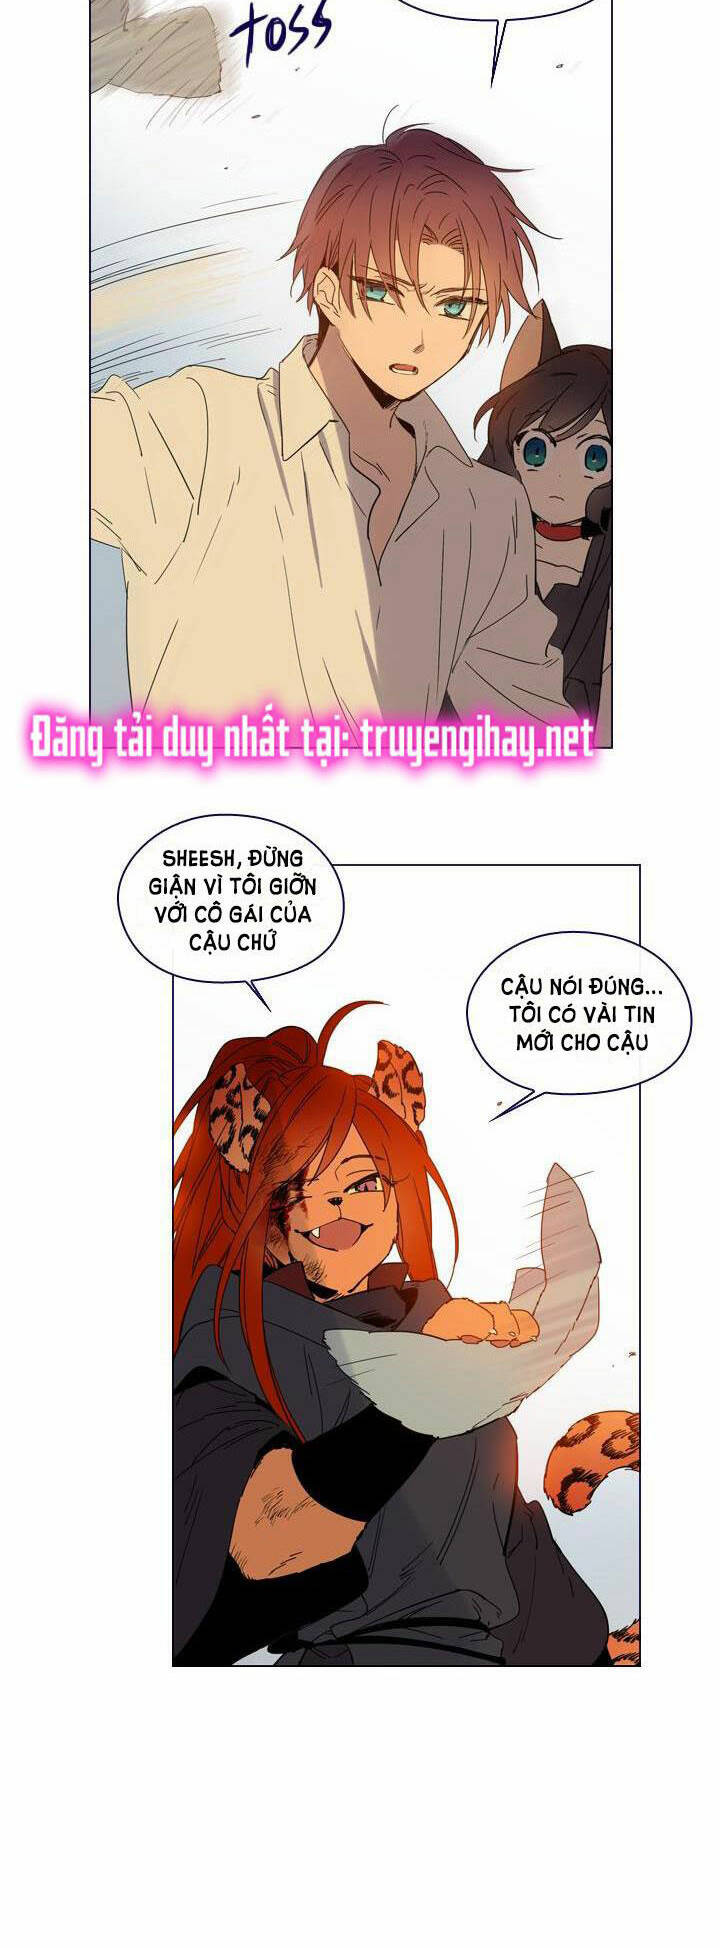 TOSS
Đăng tải duy nhất tại: truyengihay.net
SHEESH, ĐỪNG
GIẬN VÌ TÔI GIỠN
VỚI CÔ GÁI CỦA
CẬU CHỨ
CẬU NÓI ĐÚNG...
TÔI CÓ VÀI TIN
MỚI CHO CẬU